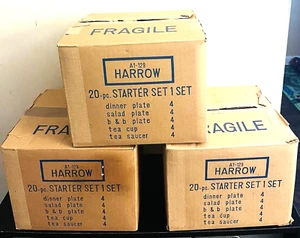 FRAGILE
A1-129
HARROW
20-pc. STARTER SET 1 SET
dinner plate 4
salad plate 4
b & b plate 4
tea cup 4
tea saucer 4
FRAGILE
A1-129
HARROW
20-pc. STARTER SET 1 SET
dinner plate 4
salad plate 4
b & b plate 4
tea cup 4
tea saucer 4
FRAGILE
A1-129
HARROW
20-pc. STARTER SET 1 SET
dinner plate 4
salad plate 4
b & b plate 4
tea cup 4
tea saucer 4